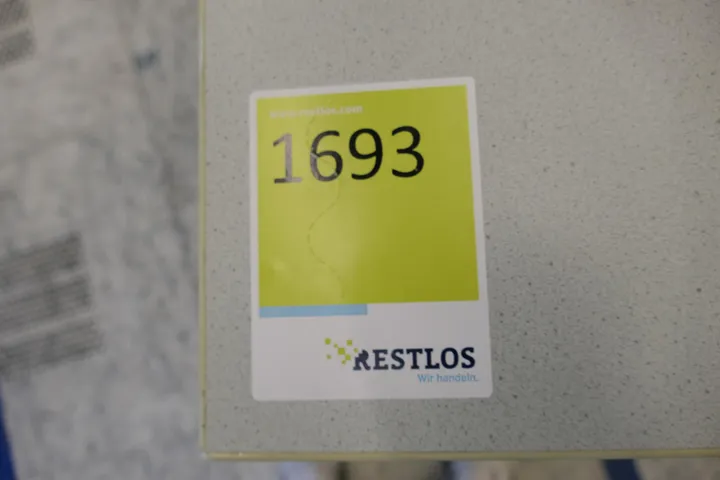 1693
RESTLOS
Wir handeln.